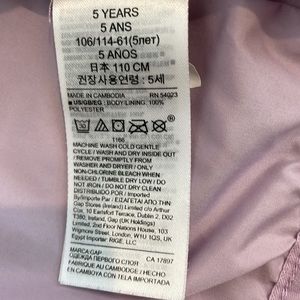 5 YEARS
5 ANS
106/114-61(5лет)
5 AÑOS
日本 110 CM
권장사용연령 : 5세
MADE IN CAMBODIA RN 54023
US/GB/EG : BODY/LINING: 100%
POLYESTER
1166
MACHINE WASH COLD GENTLE
CYCLE / WASH AND DRY INSIDE OUT
/ REMOVE PROMPTLY FROM
WASHER AND DRYER / ONLY
NON-CHLORINE BLEACH WHEN
NEEDED / TUMBLE DRY LOW / DO
NOT IRON / DO NOT DRY CLEAN
Imported and Distributed
By/Importe Par / ΕΙΣΑΓΕΤΑΙ ΑΠΟ ΤΗΝ
Gap Stores (Ireland) Limited c/o Arthur
Cox, 10 Earlsfort Terrace, Dublin 2, D02
T380, Ireland, Gap (UK Holdings)
Limited, 2nd Floor Nations House, 103
Wigmore Street, London, W1U 1QS, UK
Egypt Importer: RIGE, LLC
MARCA GAP CA 17897
ОДЕЖДА ПЕРВОГО СЛОЯ
FABRIQUÉ AU CAMBODGE / HECHO
EN CAMBOYA CON TELA IMPORTADA